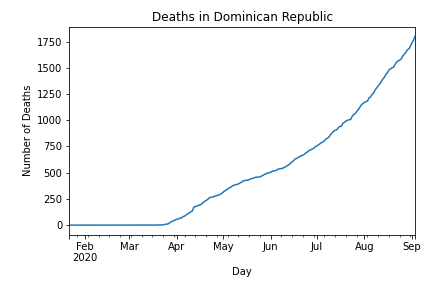 Deaths in Dominican Republic
Number of Deaths
1750
1500
1250
1000
750
500
250
0
Feb Mar Apr May Jun Jul Aug Sep
2020
Day